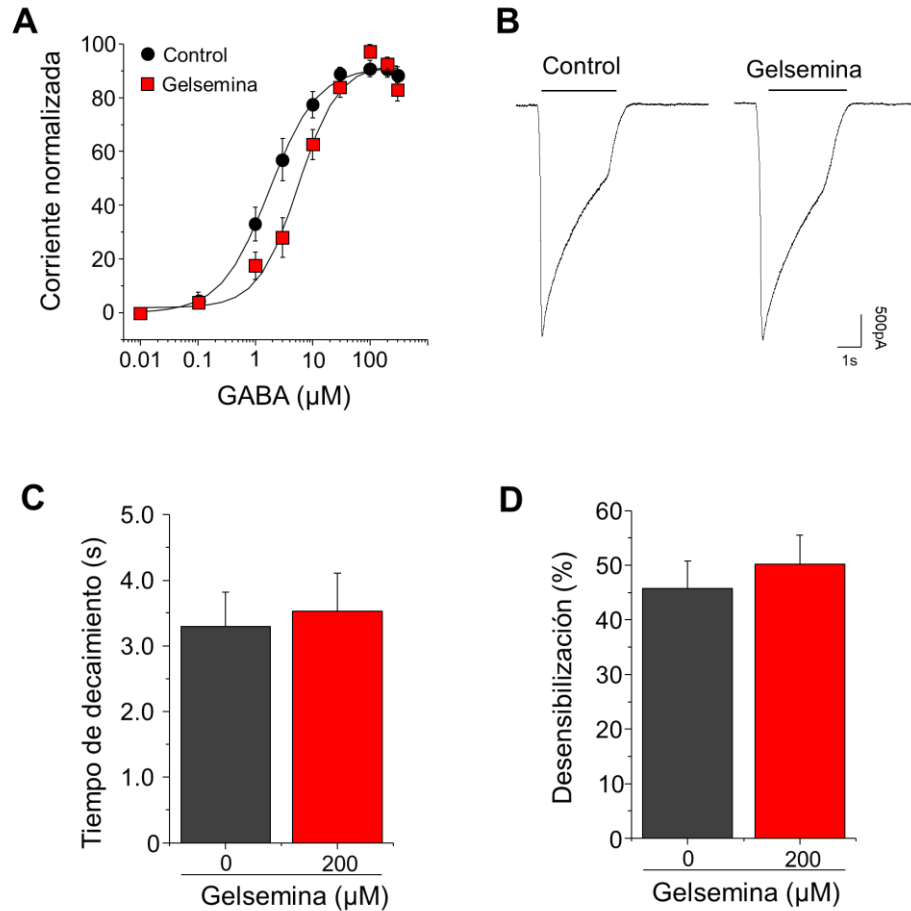 A
Control
Gelsemina
Corriente normalizada
100
80
60
40
20
0
0.01 0.1 1 10 100
GABA (µM)
B
Control Gelsemina
500pA
1s
C
Tiempo de decaimiento (s)
5.0
4.0
3.0
2.0
1.0
0
0 200
Gelsemina (µM)
D
Desensibilización (%)
60
50
40
30
20
10
0
0 200
Gelsemina (µM)